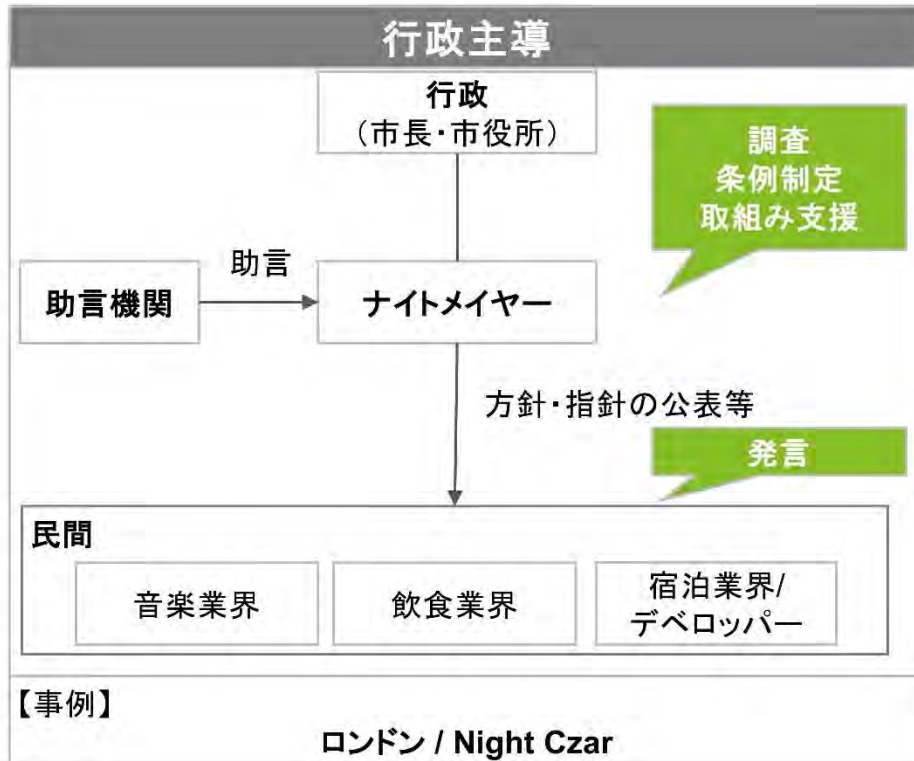 行政主導
行政
（市長・市役所）
調査
条例制定
取組み支援
助言
助言機関
ナイトメイヤー
方針・指針の公表等
発言
民間
音楽業界
飲食業界
宿泊業界/
デベロッパー
【事例】
ロンドン / Night Czar